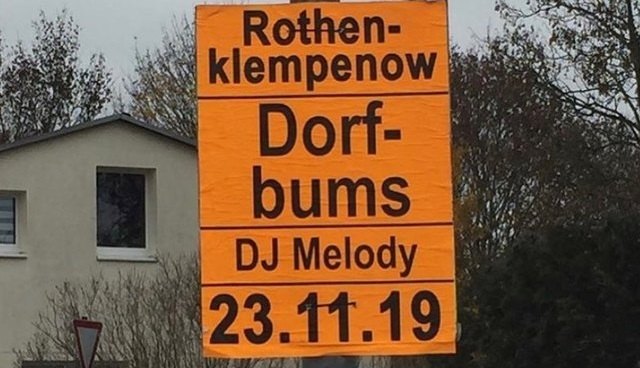 Rothen-
klempenow
Dorf-
bums
DJ Melody
23.11.19